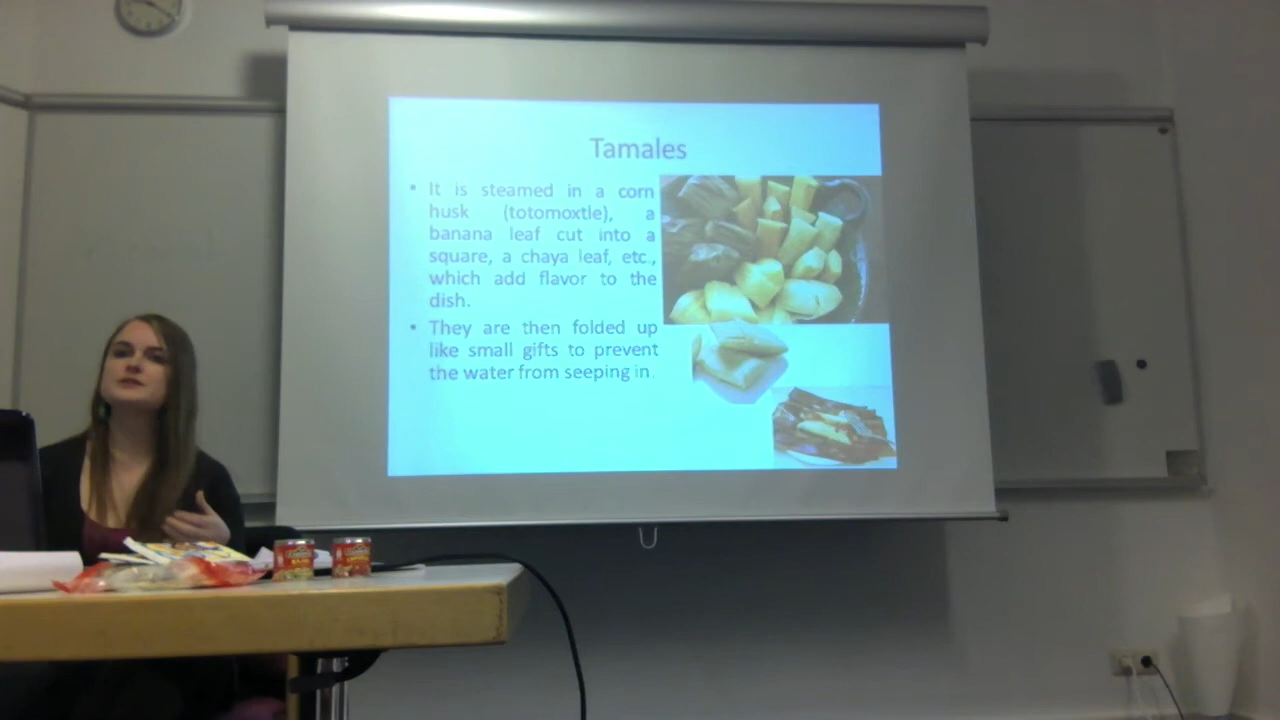 Tamales
• It is steamed in a corn
husk (totomoxtle), a
banana leaf cut into a
square, a chaya leaf, etc.,
which add flavor to the
dish.
• They are then folded up
like small gifts to prevent
the water from seeping in.